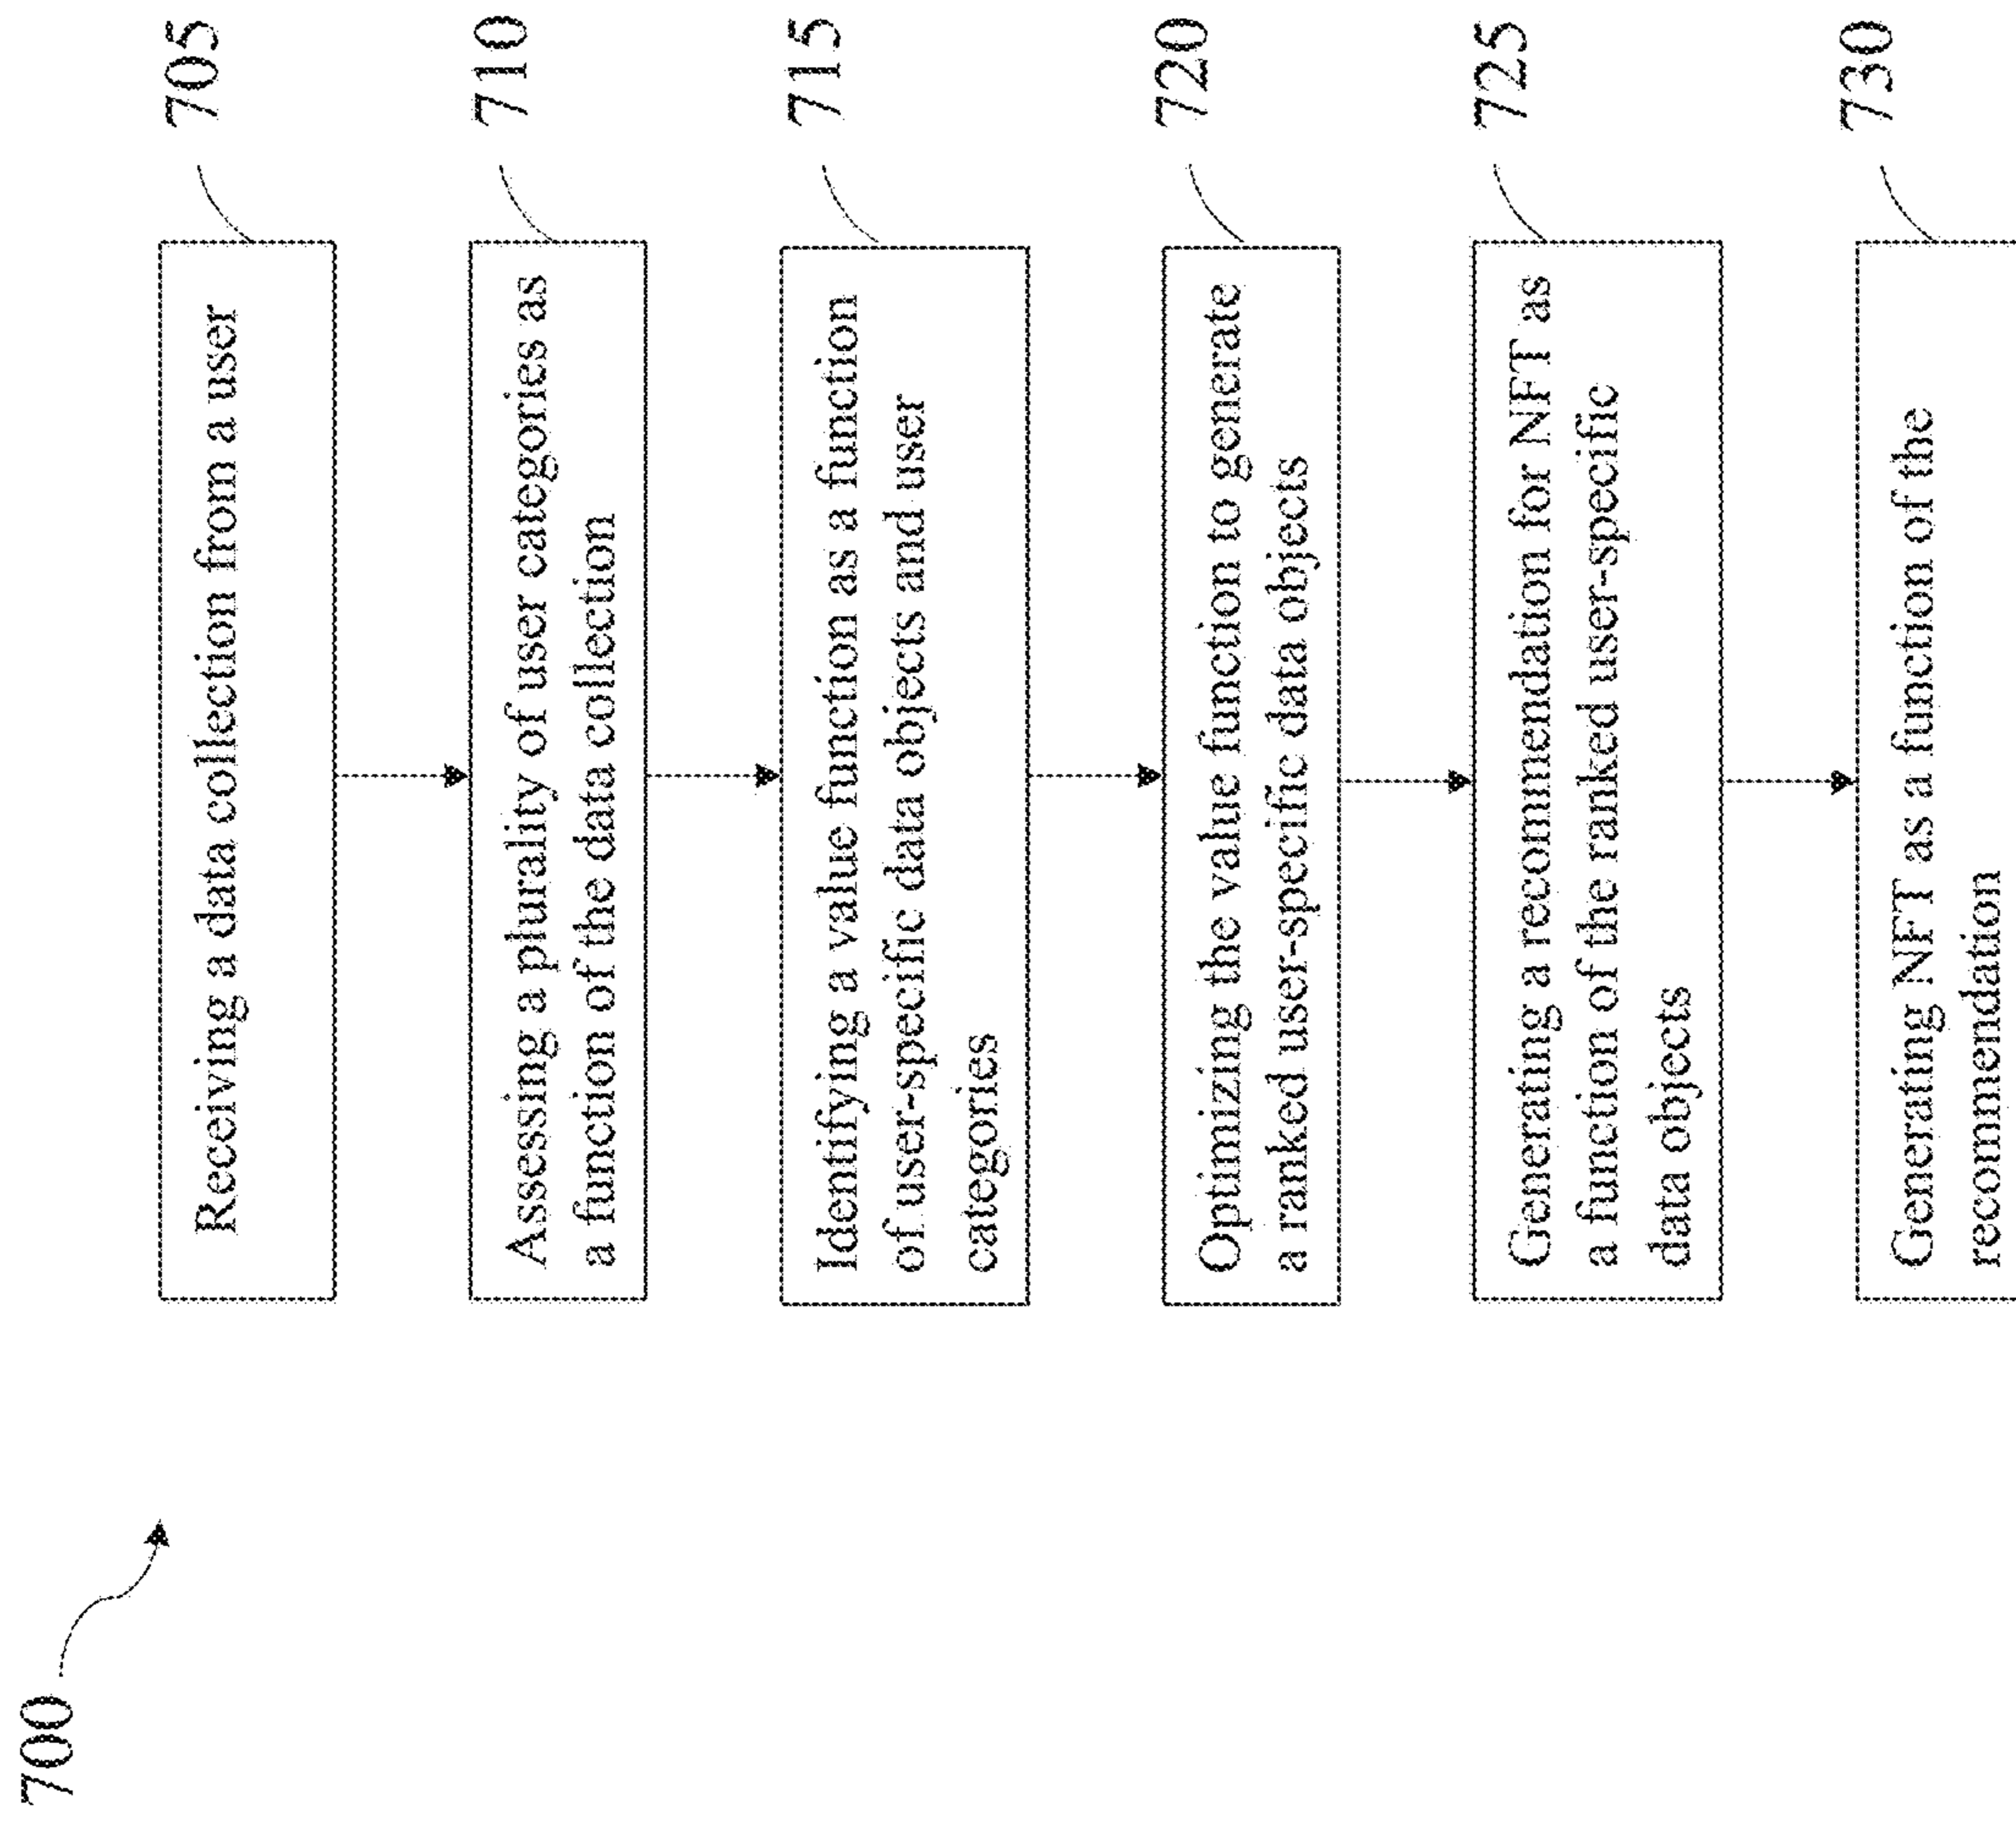 700
Receiving a data collection from a user
705
Assessing a plurality of user categories as
a function of the data collection
710
Identifying a value function as a function
of user-specific data objects and user
categories
715
Optimizing the value function to generate
a ranked user-specific data objects
720
Generating a recommendation for NFT as
a function of the ranked user-specific
data objects
725
Generating NFT as a function of the
recommendation
730